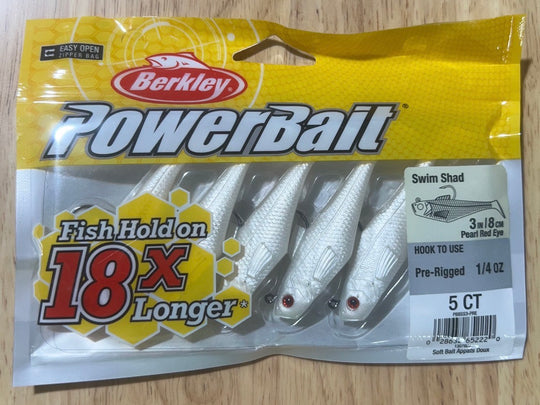 EASY OPEN
ZIPPER BAG
Berkley
PowerBait
Fish Hold on
18x
Longer*
Swim Shad
3 IN/8 CM
Pearl Red Eye
HOOK TO USE
Pre-Rigged 1/4 OZ
5 CT
Soft Bait Appats Doux